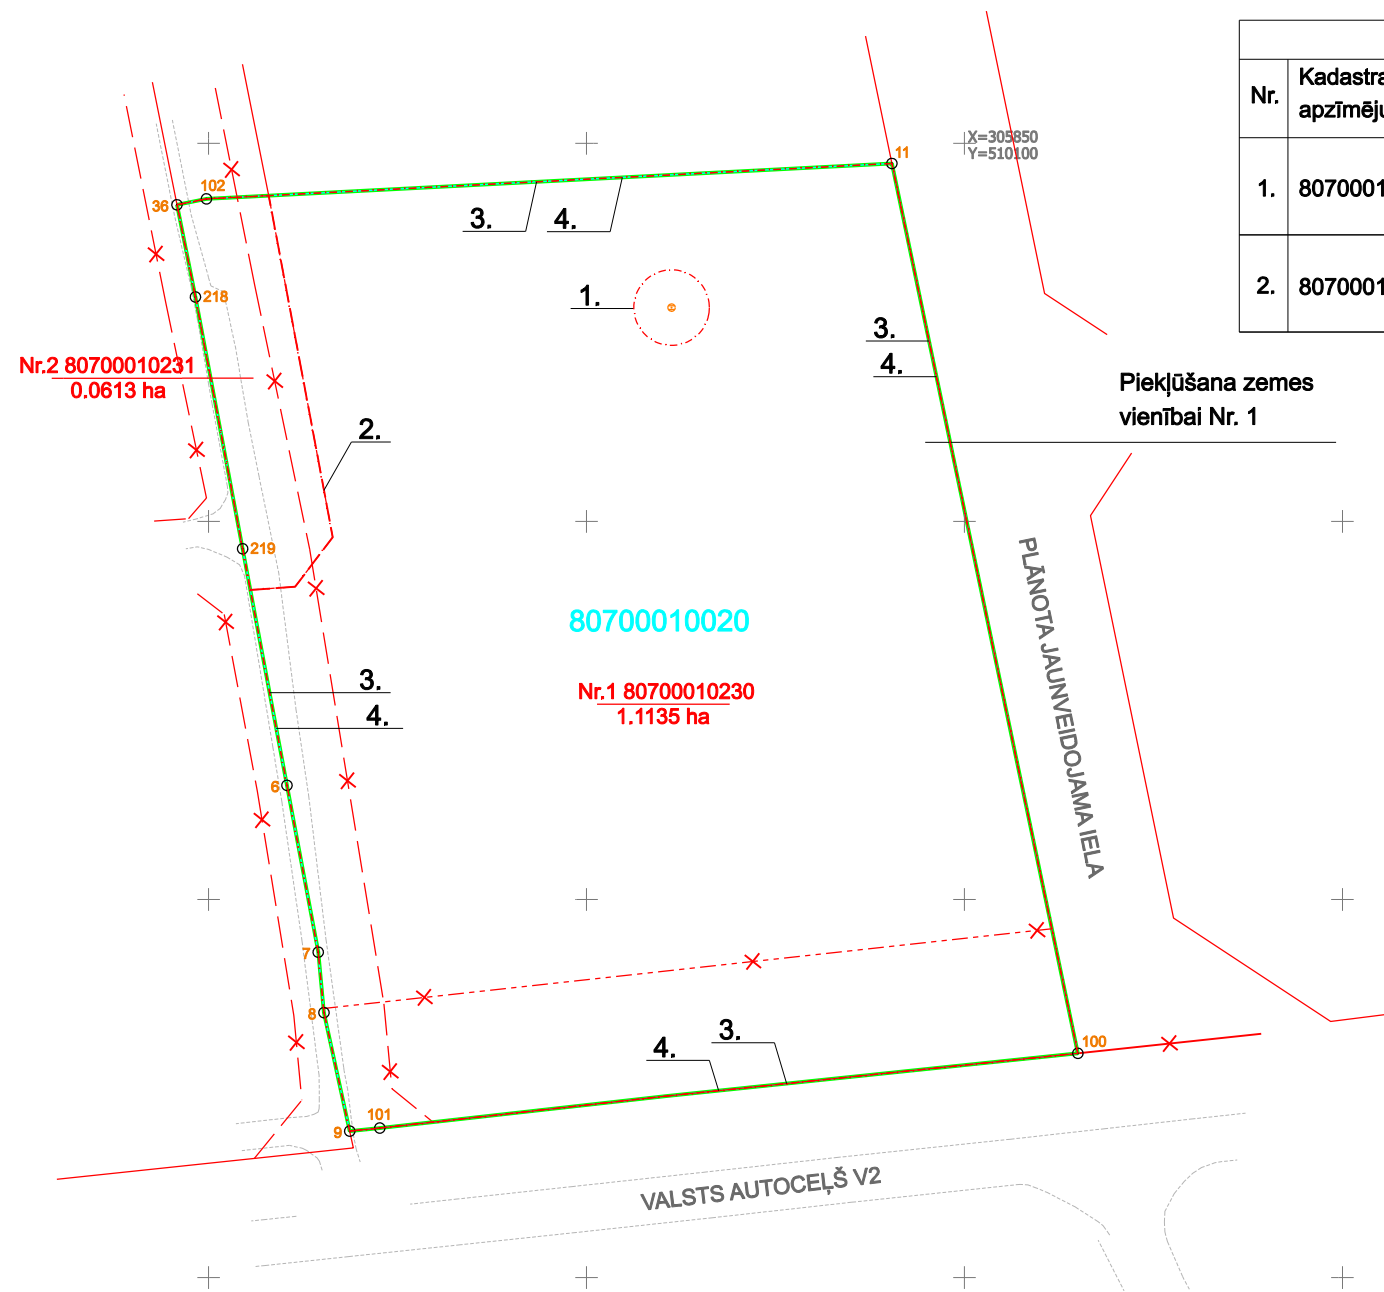 11
X=305850
Y=510100
Nr.
apzīmēju
1.
8070001
2.
8070001
102
36
3.
4.
218
1.
3.
4.
Nr.2 80700010231
0.0613 ha
Piekļūšana zemes
vienībai Nr. 1
2.
219
PLĀNOTA JAUNVEIDOJAMA IELA
80700010020
Nr.1 80700010230
1.1135 ha
3.
4.
6
7
8
3.
4.
100
101
9
VALSTS AUTOCEĻŠ V2